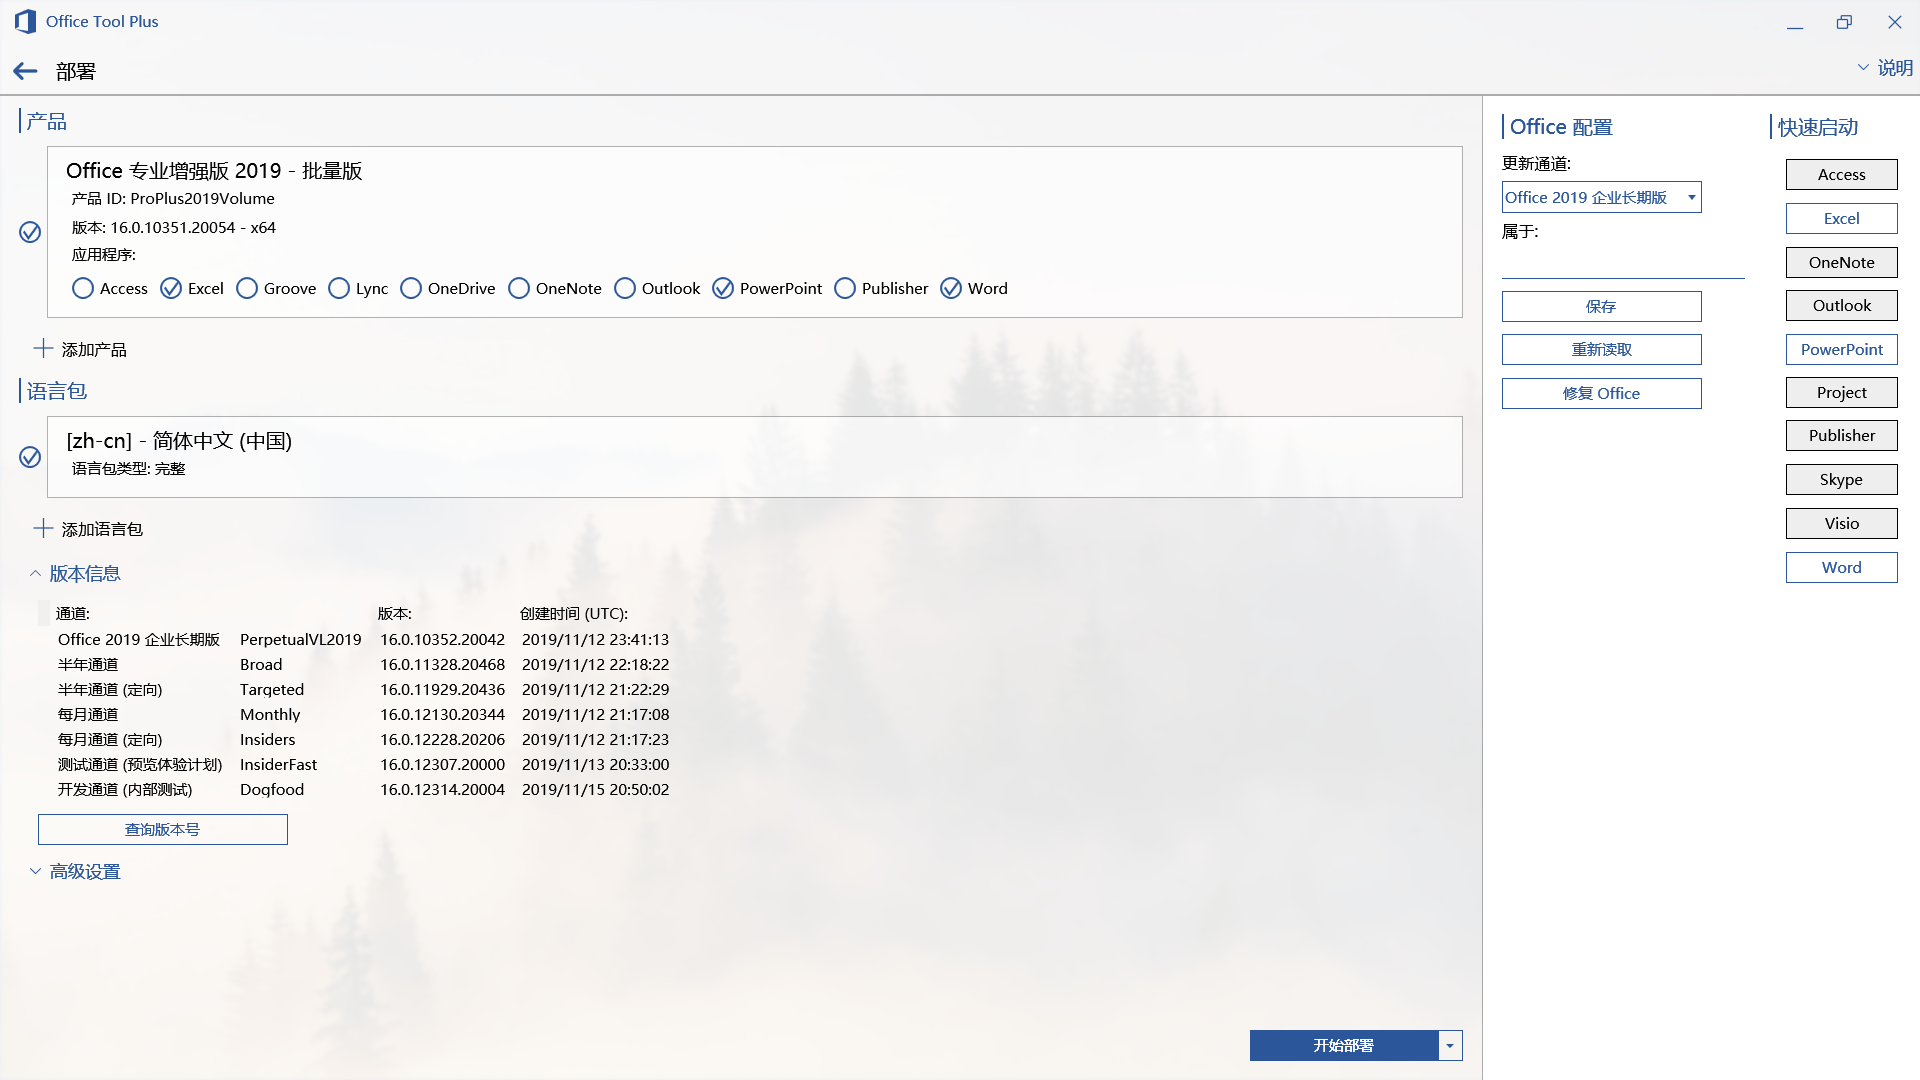 Office Tool Plus
部署
说明
产品
Office 专业增强版 2019 - 批量版
产品 ID: ProPlus2019Volume
版本: 16.0.10351.20054 - x64
应用程序:
Access Excel Groove Lync OneDrive OneNote Outlook PowerPoint Publisher Word
添加产品
语言包
[zh-cn] - 简体中文 (中国)
语言包类型: 完整
添加语言包
版本信息
通道: 版本: 创建时间 (UTC):
Office 2019 企业长期版 PerpetualVL2019 16.0.10352.20042 2019/11/12 23:41:13
半年通道 Broad 16.0.11328.20468 2019/11/12 22:18:22
半年通道 (定向) Targeted 16.0.11929.20436 2019/11/12 21:22:29
每月通道 Monthly 16.0.12130.20344 2019/11/12 21:17:08
每月通道 (定向) Insiders 16.0.12228.20206 2019/11/12 21:17:23
测试通道 (预览体验计划) InsiderFast 16.0.12307.20000 2019/11/13 20:33:00
开发通道 (内部测试) Dogfood 16.0.12314.20004 2019/11/15 20:50:02
查询版本号
高级设置
开始部署
Office 配置
更新通道:
Office 2019 企业长期版
属于:
保存
重新读取
修复 Office
快速启动
Access
Excel
OneNote
Outlook
PowerPoint
Project
Publisher
Skype
Visio
Word